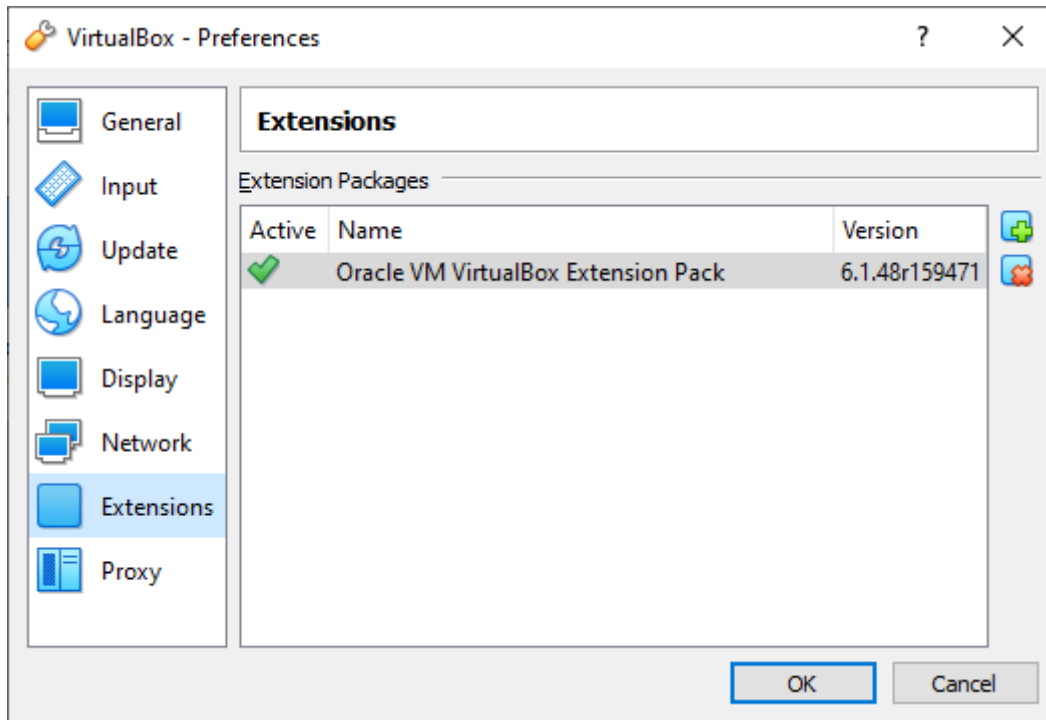 VirtualBox - Preferences ?
General
Input
Update
Language
Display
Network
Extensions
Proxy
Extensions
Extension Packages
Active Name Version
Oracle VM VirtualBox Extension Pack 6.1.48r159471
OK Cancel